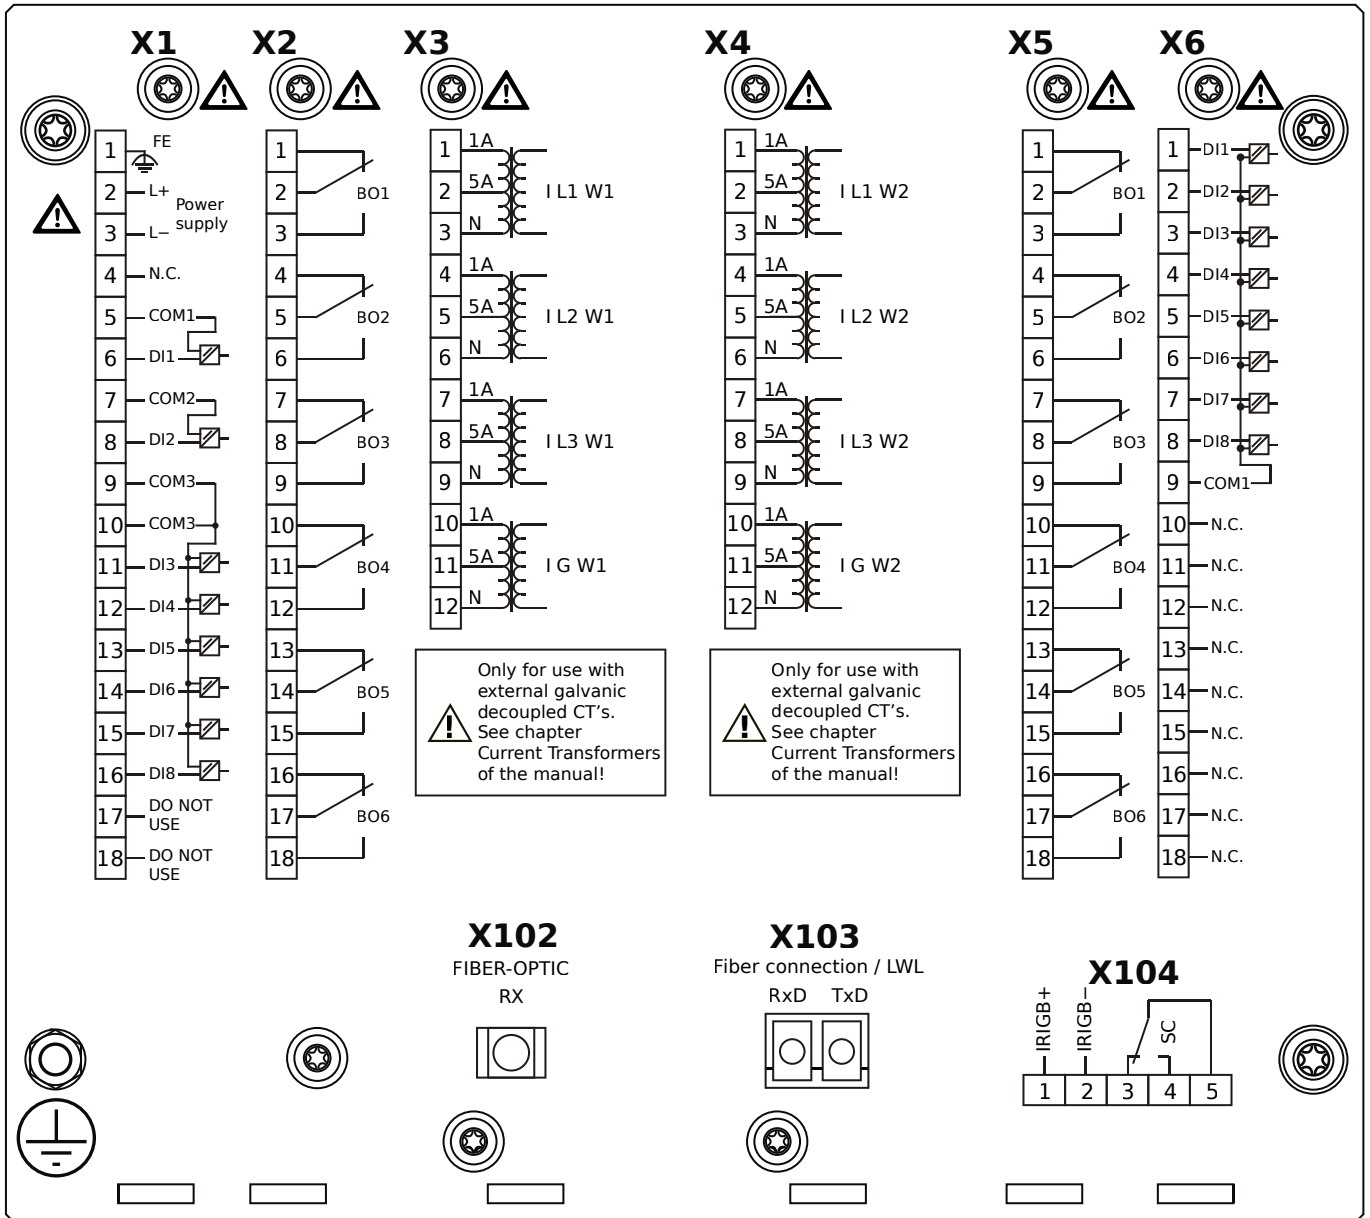 X1 X2 X3 X4 X5 X6
1 FE
2 L+
3 L−
Power
supply
4 N.C.
5 COM1
6 DI1
7 COM2
8 DI2
9 COM3
10 COM3
11 DI3
12 DI4
13 DI5
14 DI6
15 DI7
16 DI8
17 DO NOT
USE
18 DO NOT
USE
1
2 BO1
3
4
5 BO2
6
7
8 BO3
9
10
11 BO4
12
13
14 BO5
15
16
17 BO6
18
1 1A
2 5A I L1 W1
3 N
4 1A
5 5A I L2 W1
6 N
7 1A
8 5A I L3 W1
9 N
10 1A
11 5A I G W1
12 N
Only for use with
external galvanic
decoupled CT's.
See chapter
Current Transformers
of the manual!
1 1A
2 5A I L1 W2
3 N
4 1A
5 5A I L2 W2
6 N
7 1A
8 5A I L3 W2
9 N
10 1A
11 5A I G W2
12 N
Only for use with
external galvanic
decoupled CT's.
See chapter
Current Transformers
of the manual!
1
2 BO1
3
4
5 BO2
6
7
8 BO3
9
10
11 BO4
12
13
14 BO5
15
16
17 BO6
18
1 DI1
2 DI2
3 DI3
4 DI4
5 DI5
6 DI6
7 DI7
8 DI8
9 COM1
10 N.C.
11 N.C.
12 N.C.
13 N.C.
14 N.C.
15 N.C.
16 N.C.
17 N.C.
18 N.C.
X102
FIBER-OPTIC
RX
X103
Fiber connection / LWL
RxD TxD
X104
IRIGB+ IRIGB− SC
1 2 3 4 5